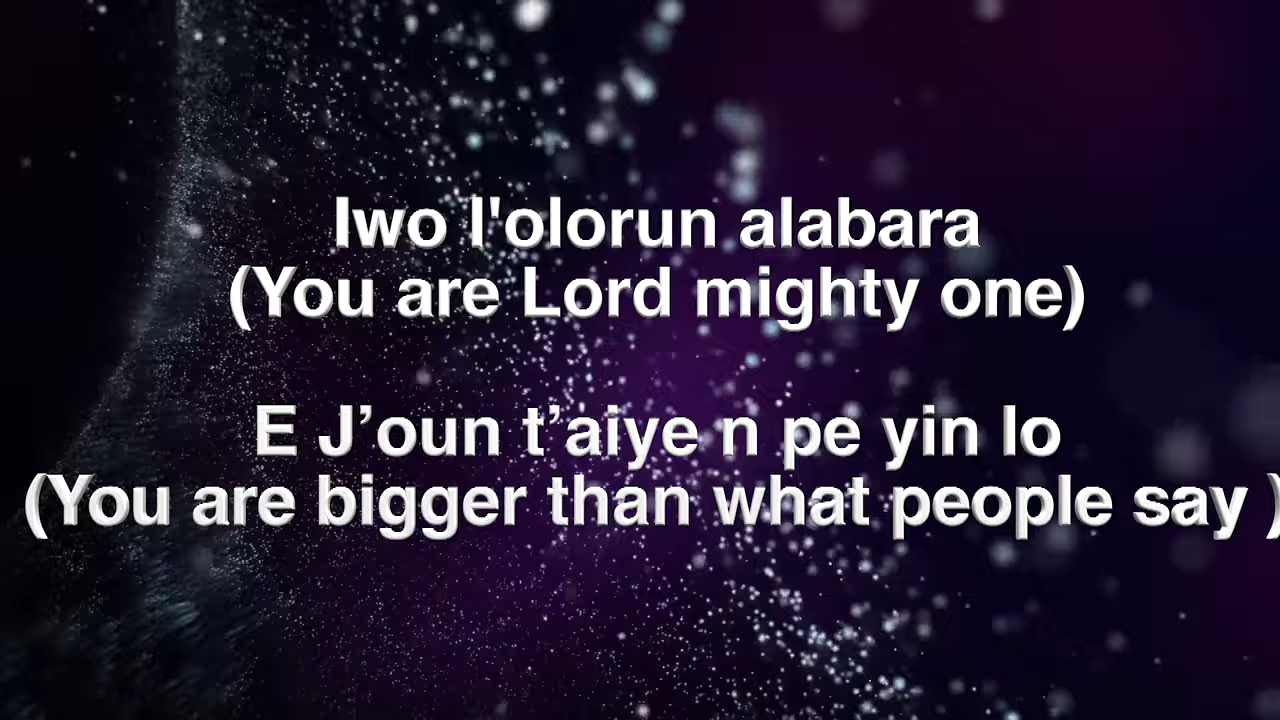 Iwo l'olorun alabara
(You are Lord mighty one)
E J’oun t’aiye n pe yin lo
(You are bigger than what people say )